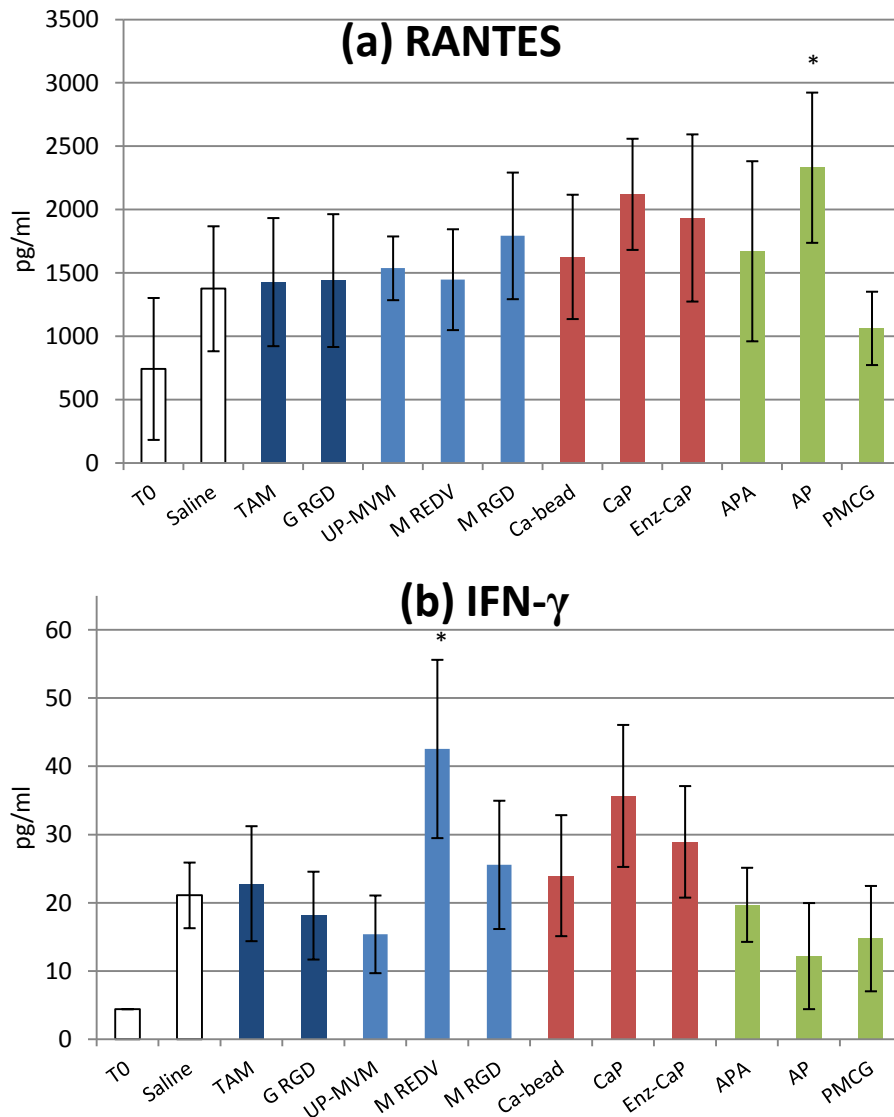 (a) RANTES
3500
3000
2500
2000
1500
1000
500
0
pg/ml
*
T0 Saline TAM G RGD UP-MVM M REDV M RGD Ca-bead CaP Enz-CaP APA AP PMCG
(b) IFN-γ
60
50
40
30
20
10
0
pg/ml
*
T0 Saline TAM G RGD UP-MVM M REDV M RGD Ca-bead CaP Enz-CaP APA AP PMCG